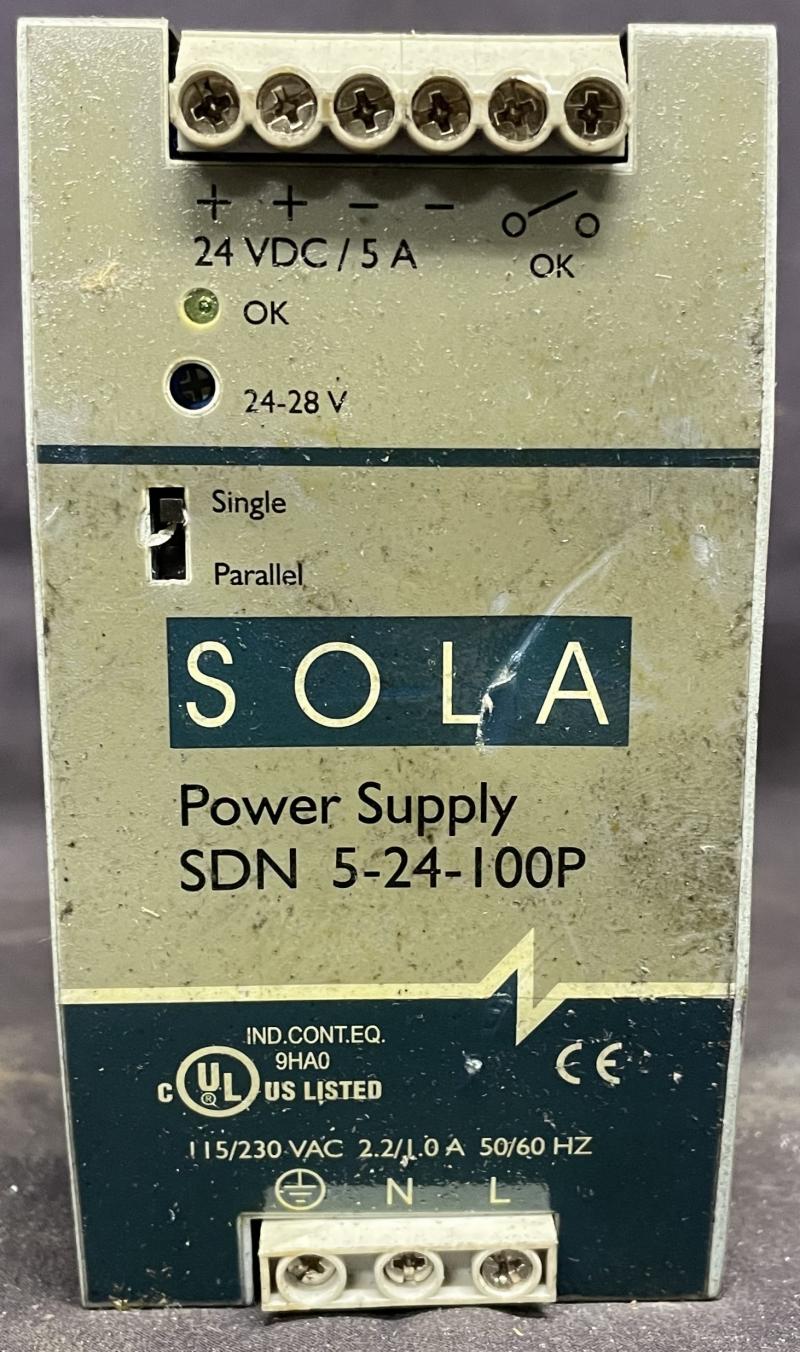 + + − −
24 VDC / 5 A
OK
OK
24-28 V
Single
Parallel
SOLA
Power Supply
SDN 5-24-100P
IND.CONT.EQ.
9HA0
C UL ® US LISTED
CE
115/230 VAC 2.2/1.0 A 50/60 HZ
N L